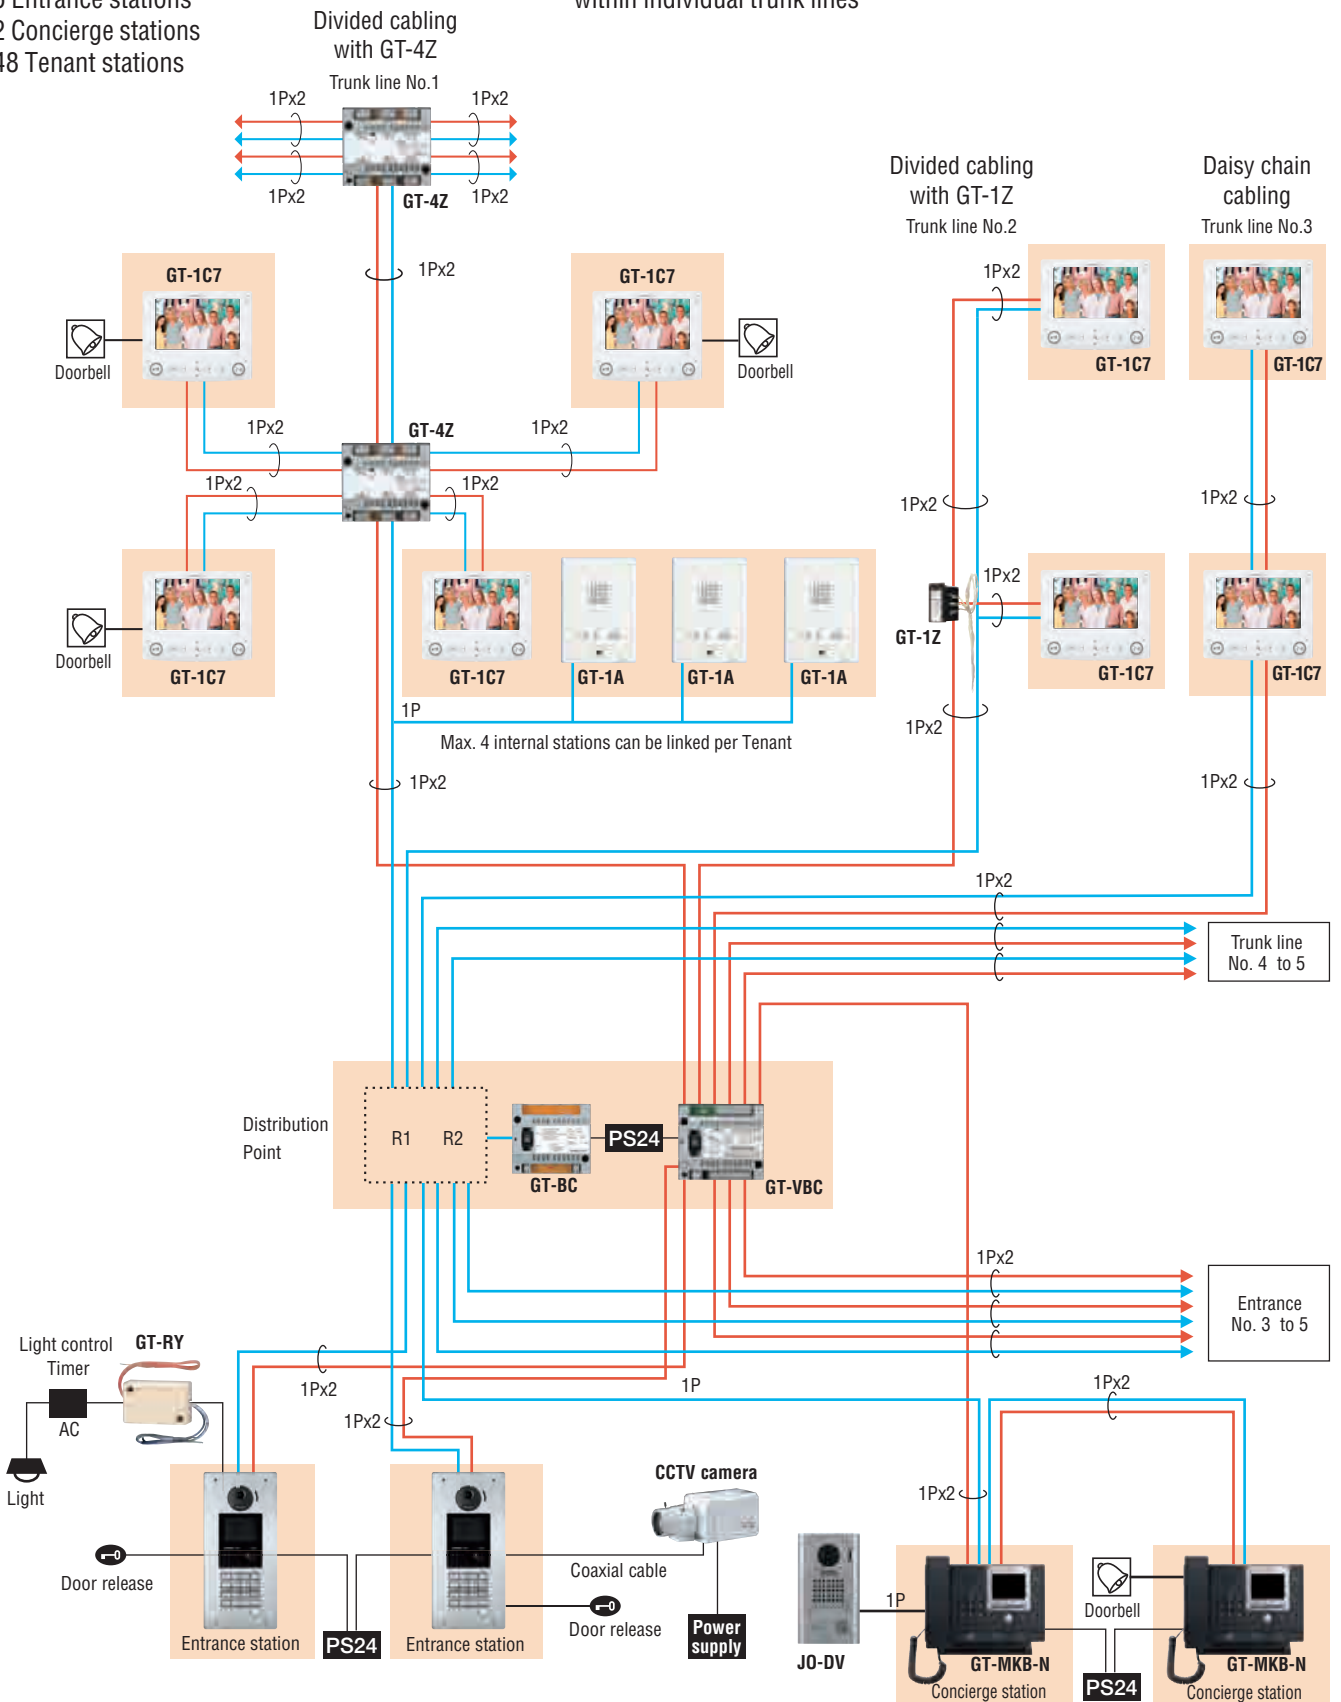 Entrance stations
2 Concierge stations
48 Tenant stations
within individual trunk lines
Divided cabling
with GT-4Z
Trunk line No.1
1Px2
1Px2
1Px2
GT-4Z
1Px2
Divided cabling
with GT-1Z
Trunk line No.2
Daisy chain
cabling
Trunk line No.3
1Px2
1Px2
GT-1C7
GT-1C7
Doorbell
Doorbell
GT-1C7
GT-1C7
1Px2
GT-4Z
1Px2
1Px2
1Px2
1Px2
1Px2
GT-1Z
1Px2
Doorbell
GT-1C7
GT-1C7
GT-1A
GT-1A
GT-1A
GT-1C7
GT-1C7
1P
Max. 4 internal stations can be linked per Tenant
1Px2
1Px2
1Px2
1Px2
Trunk line
No. 4 to 5
Distribution
Point
R1
R2
PS24
GT-BC
GT-VBC
1Px2
Entrance
No. 3 to 5
Light control
Timer
GT-RY
AC
Light
1Px2
1P
1Px2
1Px2
CCTV camera
1Px2
Door release
Coaxial cable
Door release
Power
supply
Entrance station
PS24
Entrance station
JO-DV
1P
Doorbell
GT-MKB-N
Concierge station
PS24
GT-MKB-N
Concierge station